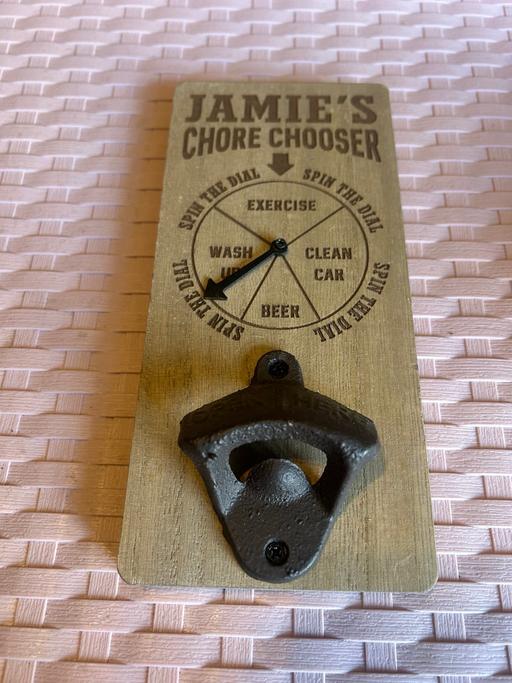 JAMIE'S
CHORE CHOOSER
SPIN THE DIAL
SPIN THE DIAL
EXERCISE
WASH
UP
CLEAN
CAR
BEER
SPIN THE DIAL
SPIN THE DIAL